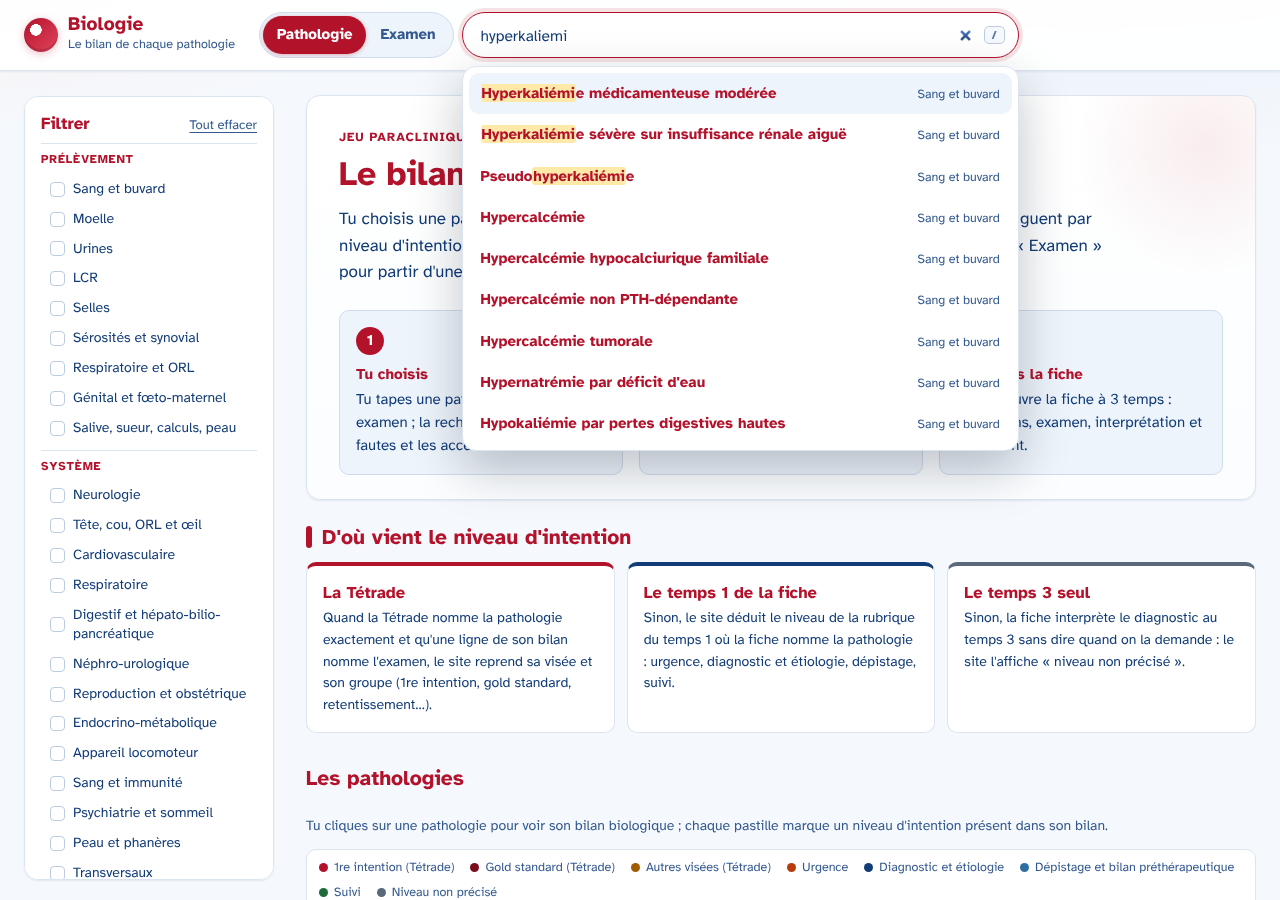 Biologie
Le bilan de chaque pathologie
Pathologie
Examen
hyperkaliemi
/
Hyperkaliémie médicamenteuse modérée
Sang et buvard
Hyperkaliémie sévère sur insuffisance rénale aiguë
Sang et buvard
Pseudohyperkaliémie
Sang et buvard
Hypercalcémie
Sang et buvard
Hypercalcémie hypocalciurique familiale
Sang et buvard
Hypercalcémie non PTH-dépendante
Sang et buvard
Hypercalcémie tumorale
Sang et buvard
Hypernatrémie par déficit d'eau
Sang et buvard
Hypokaliémie par pertes digestives hautes
Sang et buvard
Filtrer
Tout effacer
PRÉLÈVEMENT
Sang et buvard
Moelle
Urines
LCR
Selles
Sérosités et synovial
Respiratoire et ORL
Génital et fœto-maternel
Salive, sueur, calculs, peau
SYSTÈME
Neurologie
Tête, cou, ORL et œil
Cardiovasculaire
Respiratoire
Digestif et hépato-bilio-
pancréatique
Néphro-urologique
Reproduction et obstétrique
Endocrino-métabolique
Appareil locomoteur
Sang et immunité
Psychiatrie et sommeil
Peau et phanères
Transversaux
JEU PARACLINIQU
Le bilan
Tu choisis une pa
guent par
niveau d'intentio
« Examen »
pour partir d'une
1
Tu choisis
Tu tapes une pat
examen ; la rech
fautes et les acce
s la fiche
uvre la fiche à 3 temps :
ns, examen, interprétation et
nt.
D'où vient le niveau d'intention
La Tétrade
Quand la Tétrade nomme la pathologie
exactement et qu'une ligne de son bilan
nomme l'examen, le site reprend sa visée et
son groupe (1re intention, gold standard,
retentissement…).
Le temps 1 de la fiche
Sinon, le site déduit le niveau de la rubrique
du temps 1 où la fiche nomme la pathologie
: urgence, diagnostic et étiologie, dépistage,
suivi.
Le temps 3 seul
Sinon, la fiche interprète le diagnostic au
temps 3 sans dire quand on la demande : le
site l'affiche « niveau non précisé ».
Les pathologies
Tu cliques sur une pathologie pour voir son bilan biologique ; chaque pastille marque un niveau d'intention présent dans son bilan.
1re intention (Tétrade)
Gold standard (Tétrade)
Autres visées (Tétrade)
Urgence
Diagnostic et étiologie
Dépistage et bilan préthérapeutique
Suivi
Niveau non précisé